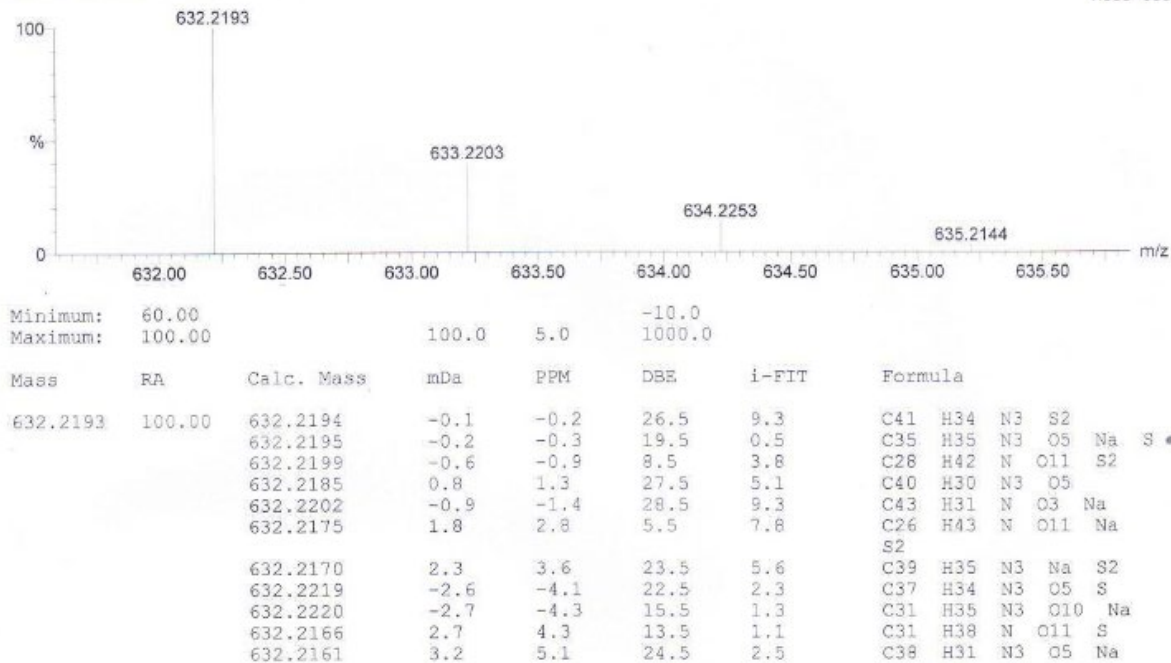 632.2193
100
%
633.2203
634.2253
635.2144
0
m/z
632.00 632.50 633.00 633.50 634.00 634.50 635.00 635.50
Minimum: 60.00 -10.0
Maximum: 100.00 100.0 5.0 1000.0
Mass RA Calc. Mass mDa PPM DBE i-FIT Formula
632.2193 100.00 632.2194 -0.1 -0.2 26.5 9.3 C41 H34 N3 S2
632.2195 -0.2 -0.3 19.5 0.5 C35 H35 N3 O5 Na S
632.2199 -0.6 -0.9 8.5 3.8 C28 H42 N O11 S2
632.2185 0.8 1.3 27.5 5.1 C40 H30 N3 O5
632.2202 -0.9 -1.4 28.5 9.3 C43 H31 N O3 Na
632.2175 1.8 2.8 5.5 7.8 C26 H43 N O11 Na
S2
632.2170 2.3 3.6 23.5 5.6 C39 H35 N3 Na S2
632.2219 -2.6 -4.1 22.5 2.3 C37 H34 N3 O5 S
632.2220 -2.7 -4.3 15.5 1.3 C31 H35 N3 O10 Na
632.2166 2.7 4.3 13.5 1.1 C31 H38 N O11 S
632.2161 3.2 5.1 24.5 2.5 C38 H31 N3 O5 Na